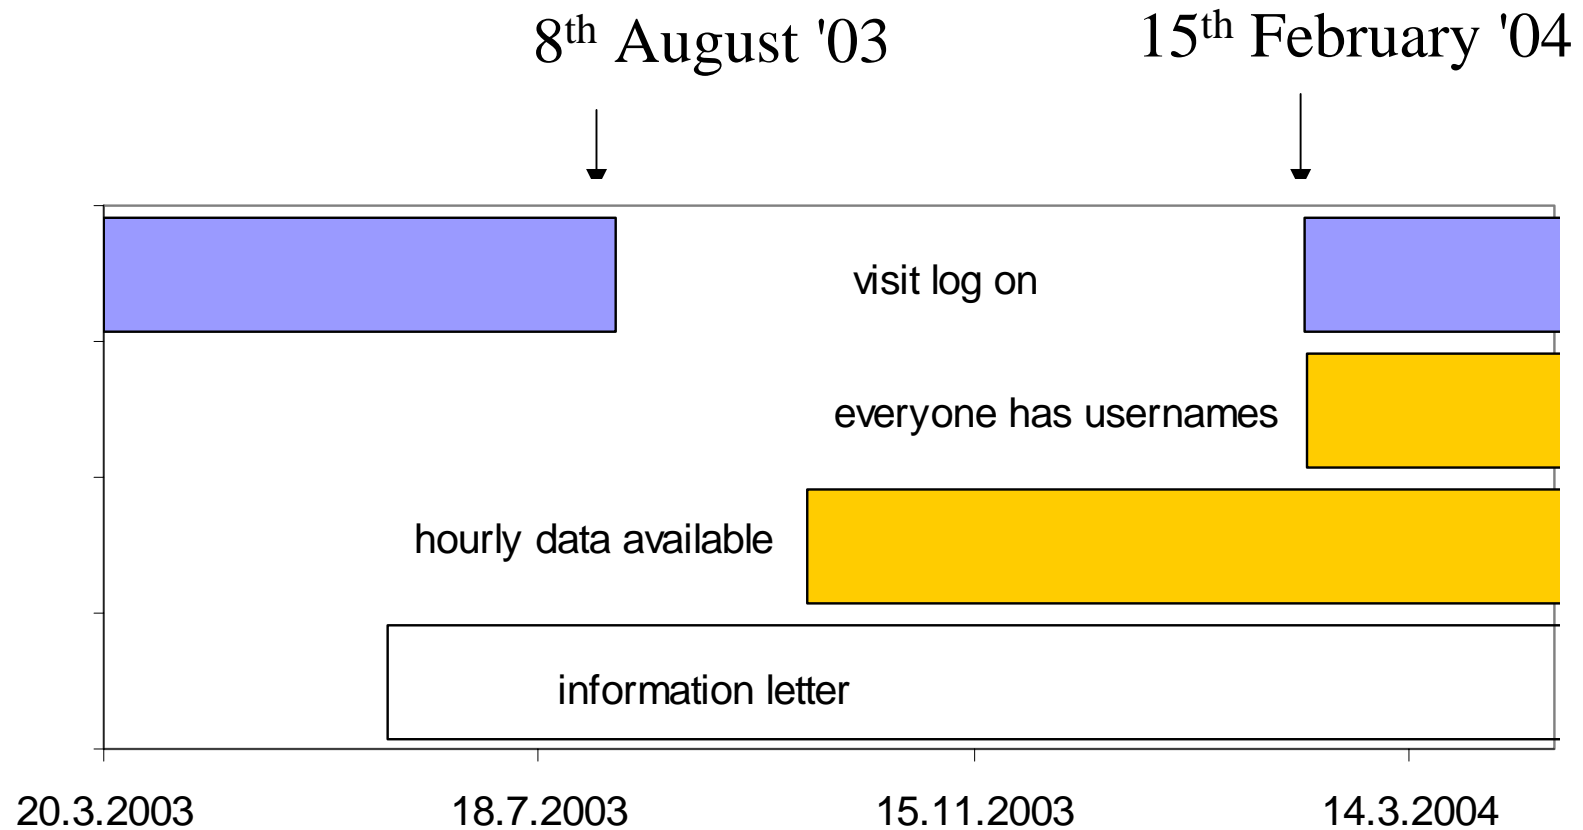 8th August '03
15th February '04
visit log on
everyone has usernames
hourly data available
information letter
20.3.2003
18.7.2003
15.11.2003
14.3.2004